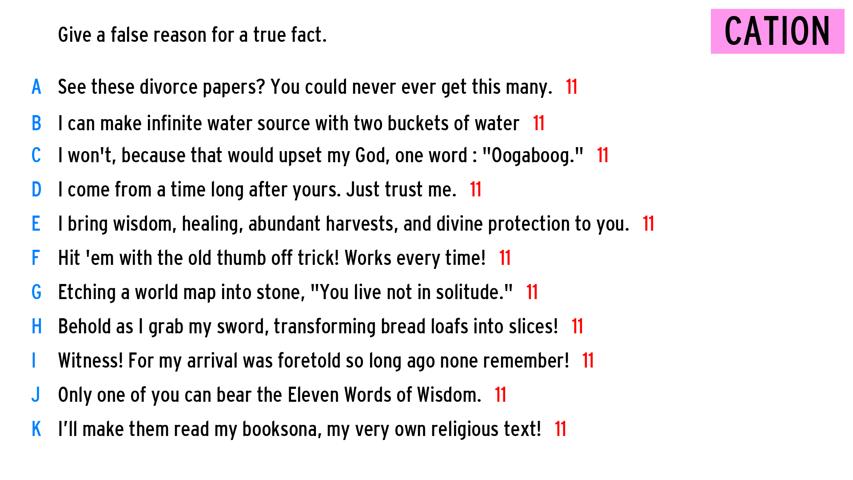 Give a false reason for a true fact.
CATION
A See these divorce papers? You could never ever get this many. 11
B I can make infinite water source with two buckets of water 11
C I won't, because that would upset my God, one word : "Oogaboog." 11
D I come from a time long after yours. Just trust me. 11
E I bring wisdom, healing, abundant harvests, and divine protection to you. 11
F Hit 'em with the old thumb off trick! Works every time! 11
G Etching a world map into stone, "You live not in solitude." 11
H Behold as I grab my sword, transforming bread loafs into slices! 11
I Witness! For my arrival was foretold so long ago none remember! 11
J Only one of you can bear the Eleven Words of Wisdom. 11
K I’ll make them read my booksona, my very own religious text! 11